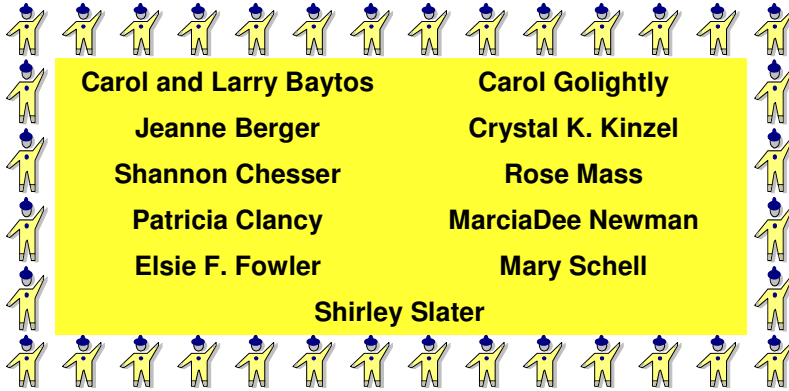 Carol and Larry Baytos
Jeanne Berger
Shannon Chesser
Patricia Clancy
Elsie F. Fowler
Carol Golightly
Crystal K. Kinzel
Rose Mass
MarciaDee Newman
Mary Schell
Shirley Slater